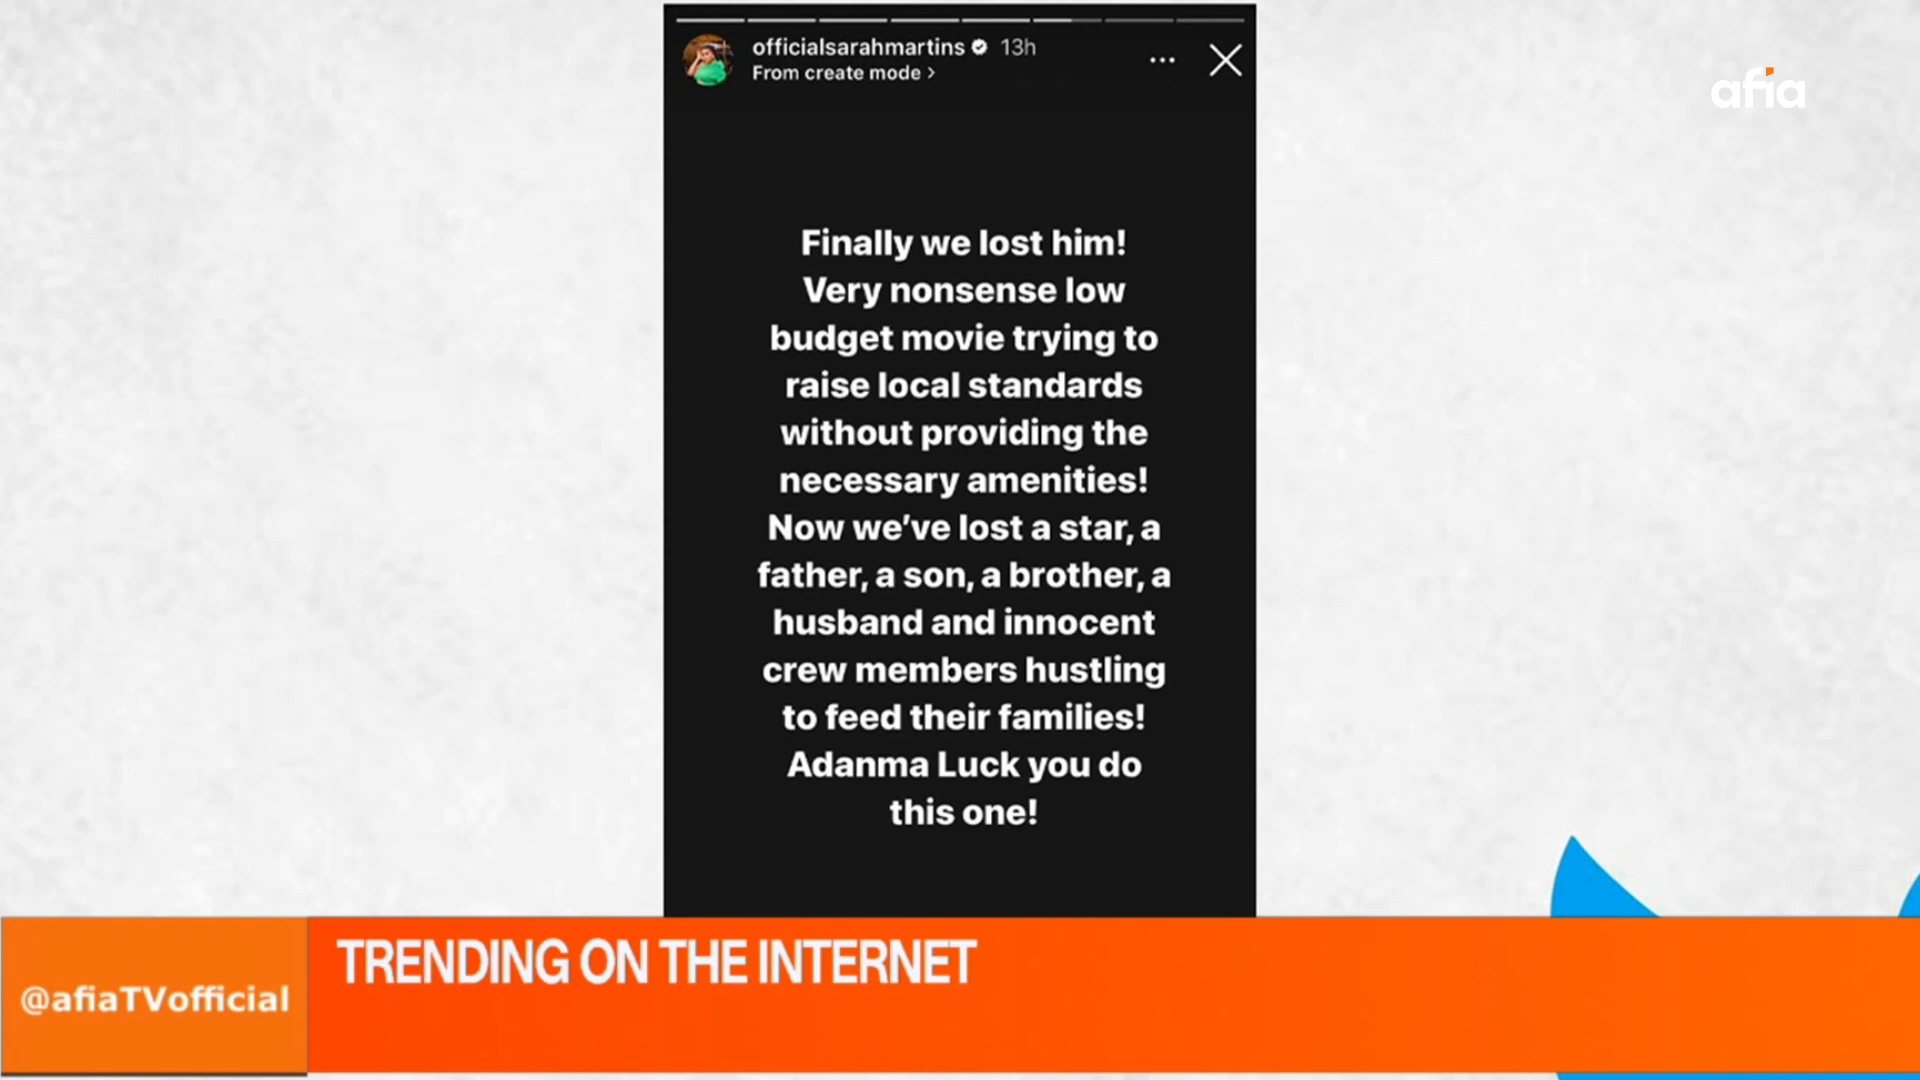 officialsarahmartins 13h
From create mode >
afia
Finally we lost him!
Very nonsense low
budget movie trying to
raise local standards
without providing the
necessary amenities!
Now we've lost a star, a
father, a son, a brother, a
husband and innocent
crew members hustling
to feed their families!
Adanma Luck you do
this one!
TRENDING ON THE INTERNET
@afiaTVofficial